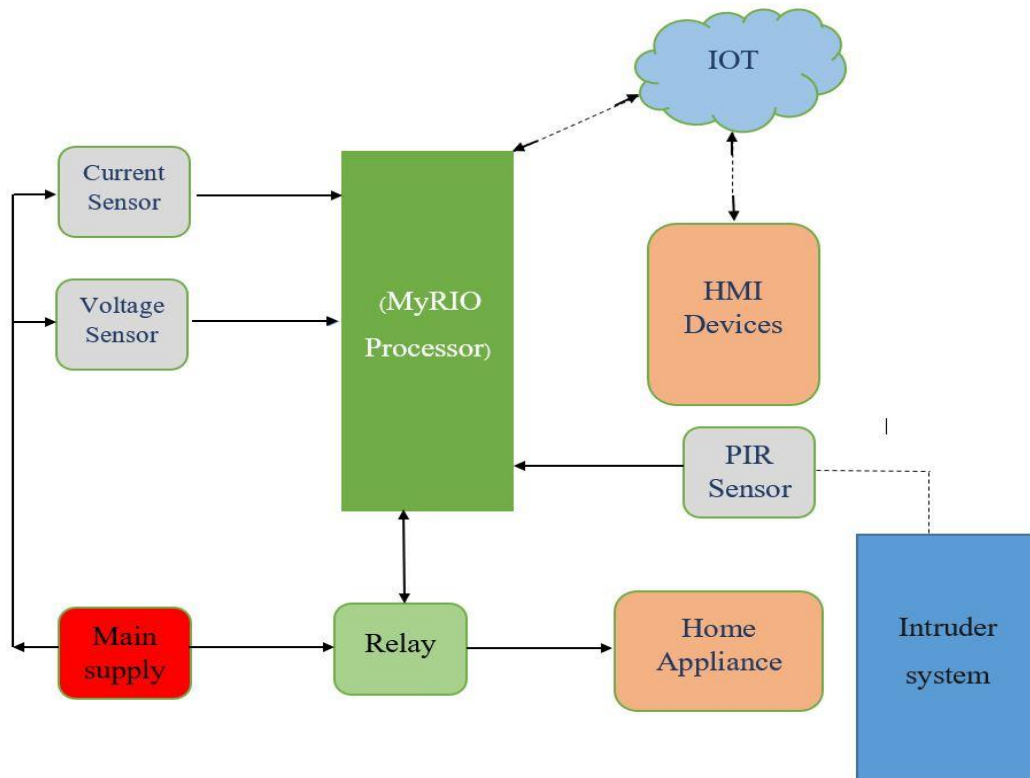 IOT
Current
Sensor
(MyRIO
Processor)
Voltage
Sensor
HMI
Devices
PIR
Sensor
Main
supply
Relay
Home
Appliance
Intruder
system